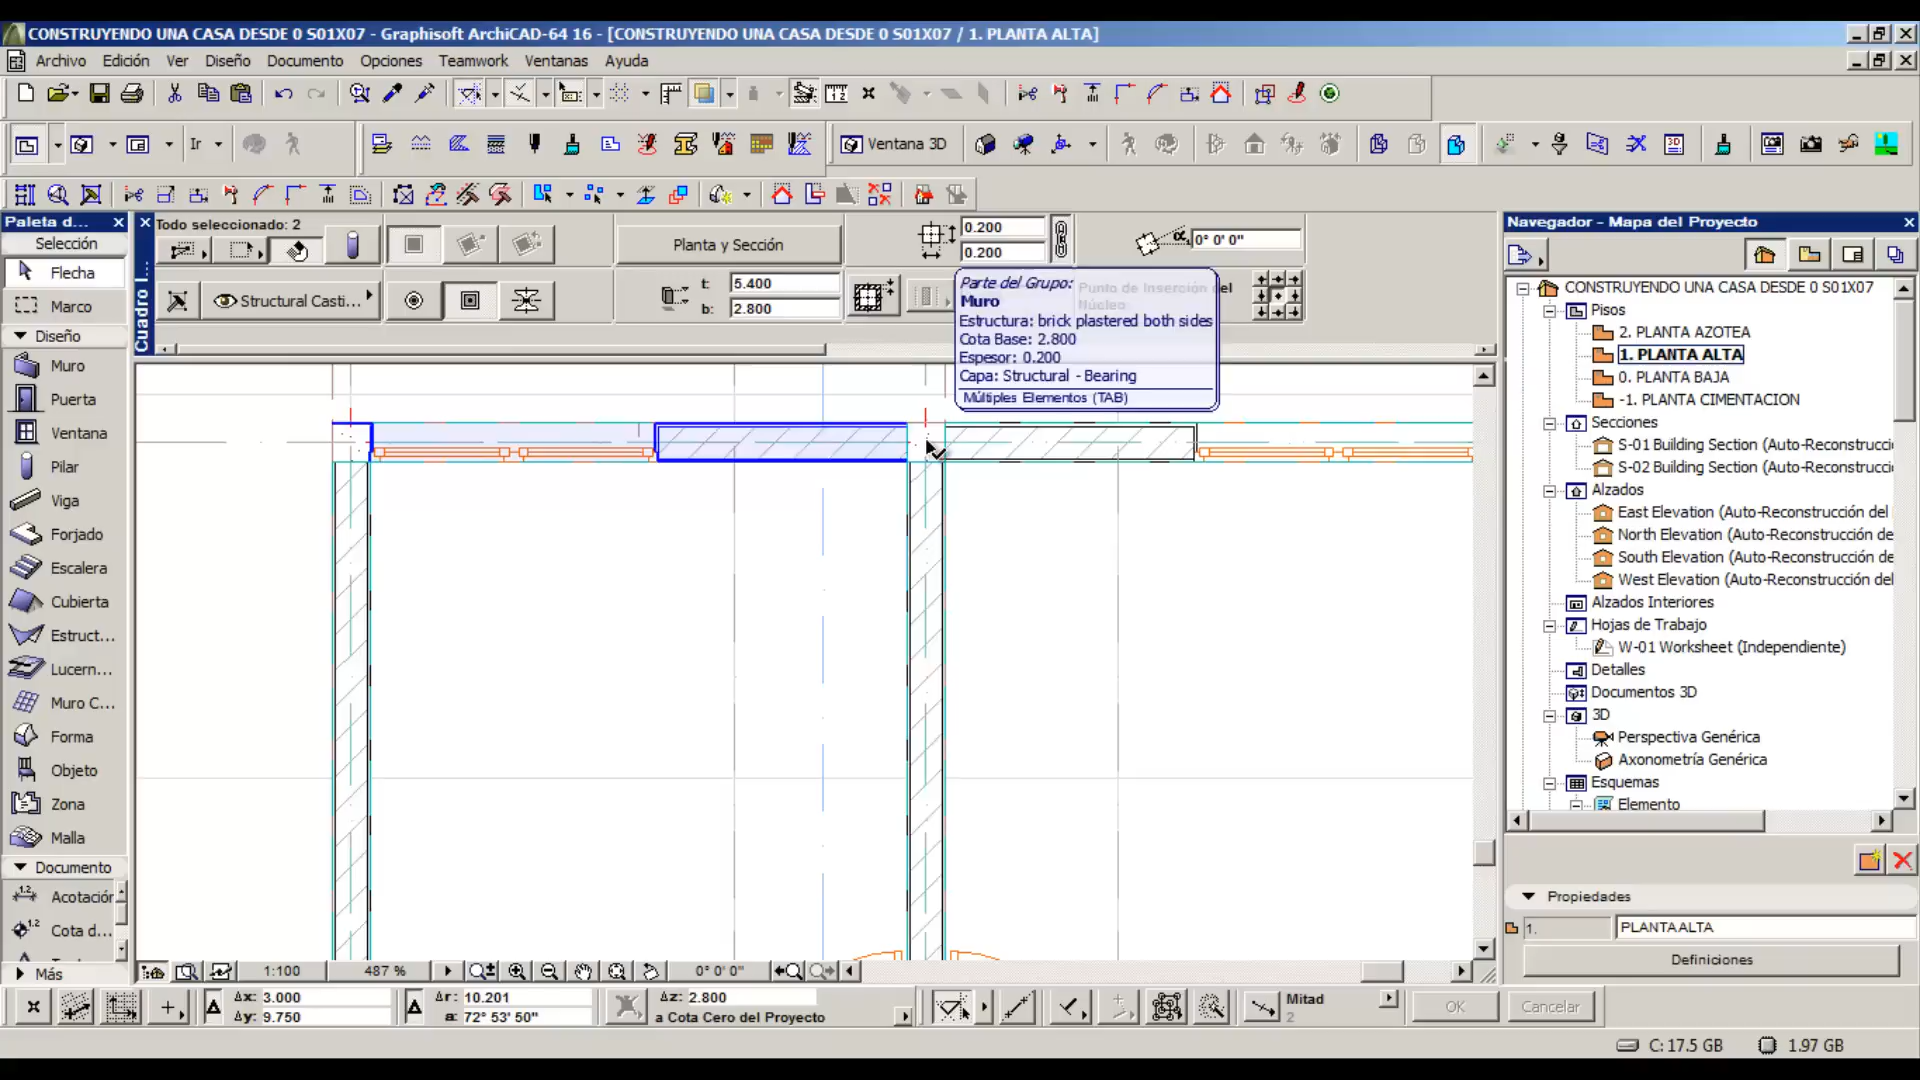 CONSTRUYENDO UNA CASA DESDE 0 S01X07 - Graphisoft ArchiCAD-64 16 - [CONSTRUYENDO UNA CASA DESDE 0 S01X07 / 1. PLANTA ALTA]
Archivo Edición Ver Diseño Documento Opciones Teamwork Ventanas Ayuda
Ir
Ventana 3D
Paleta d...
Selección
Flecha
Marco
Diseño
Muro
Puerta
Ventana
Pilar
Viga
Forjado
Escalera
Cubierta
Estruct...
Lucern...
Muro C...
Forma
Objeto
Zona
Malla
Documento
Acotación
Cota d...
Más
Cuadro I...
Todo seleccionado: 2
Structural Casti...
Planta y Sección
t: 5.400
b: 2.800
0.200
0.200
α
0° 0' 0"
Punto de Inserción del
Núcleo
Parte del Grupo:
Muro
Estructura: brick plastered both sides
Cota Base: 2.800
Espesor: 0.200
Capa: Structural - Bearing
Múltiples Elementos (TAB)
Navegador - Mapa del Proyecto
CONSTRUYENDO UNA CASA DESDE 0 S01X07
Pisos
2. PLANTA AZOTEA
1. PLANTA ALTA
0. PLANTA BAJA
-1. PLANTA CIMENTACION
Secciones
S-01 Building Section (Auto-Reconstrucci
S-02 Building Section (Auto-Reconstrucci
Alzados
East Elevation (Auto-Reconstrucción del
North Elevation (Auto-Reconstrucción de
South Elevation (Auto-Reconstrucción de
West Elevation (Auto-Reconstrucción del
Alzados Interiores
Hojas de Trabajo
W-01 Worksheet (Independiente)
Detalles
Documentos 3D
3D
Perspectiva Genérica
Axonometría Genérica
Esquemas
Elemento
Propiedades
1. PLANTA ALTA
Definiciones
1:100
487 %
0° 0' 0"
Δx: 3.000
Δy: 9.750
Δr: 10.201
a: 72° 53' 50"
Δz: 2.800
a Cota Cero del Proyecto
Mitad
2
OK
Cancelar
C: 17.5 GB
1.97 GB